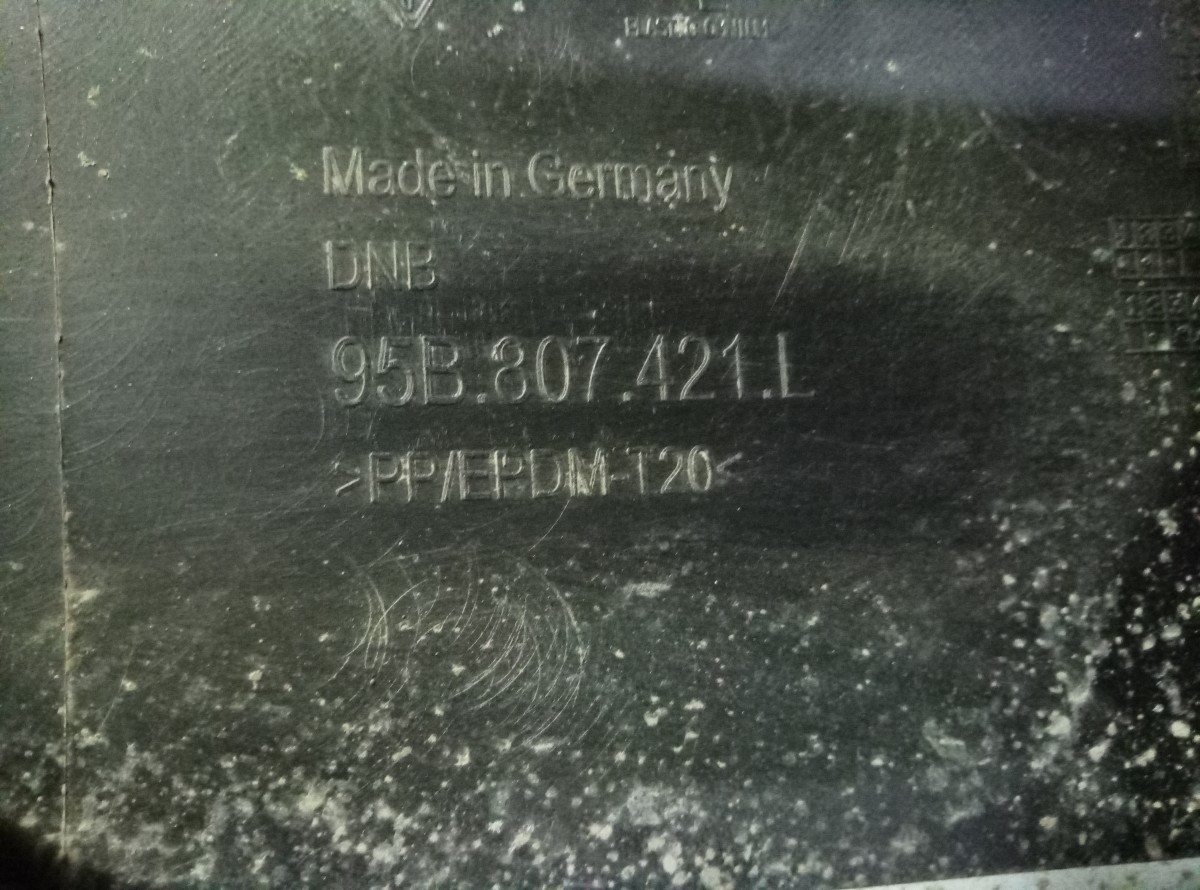 Made in Germany
DNB
95B.807.421.L
>PP/EPDM-T20<